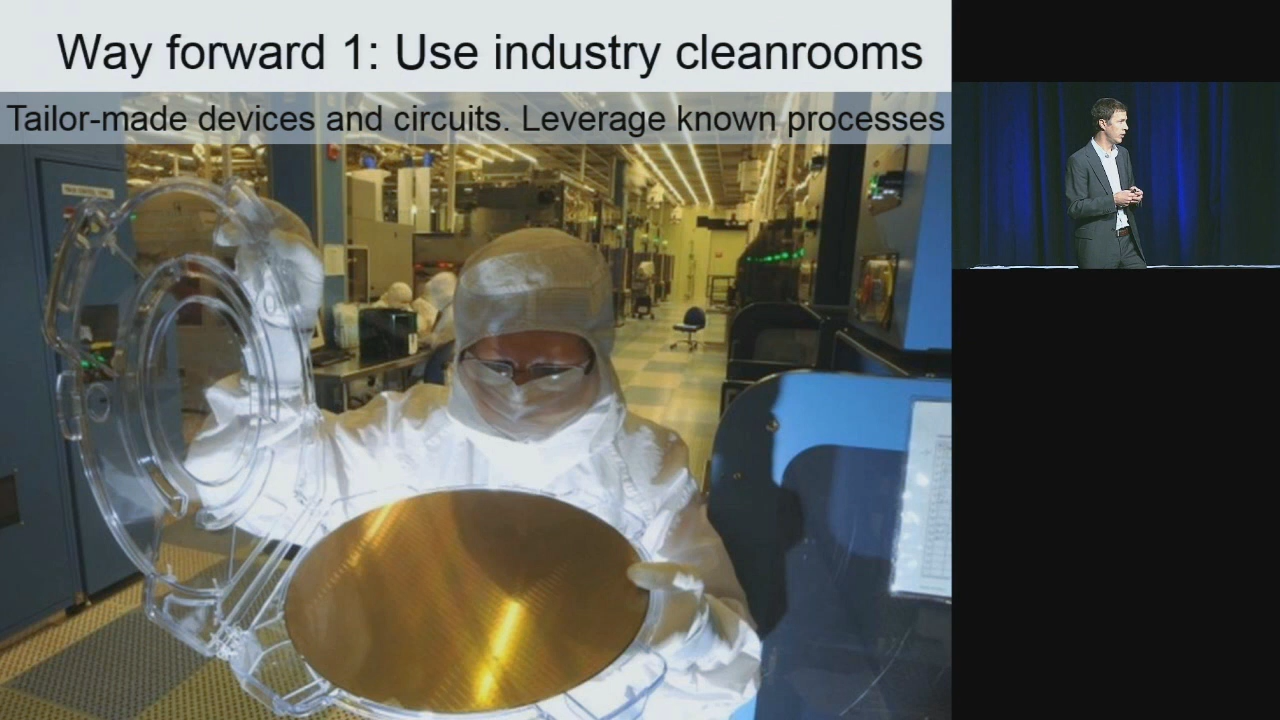 Way forward 1: Use industry cleanrooms
Tailor-made devices and circuits. Leverage known processes